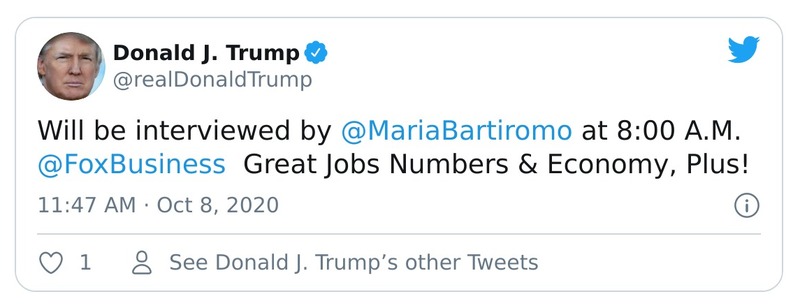 Donald J. Trump
@realDonaldTrump
Will be interviewed by @MariaBartiromo at 8:00 A.M.
@FoxBusiness  Great Jobs Numbers & Economy, Plus!
11:47 AM · Oct 8, 2020
1
See Donald J. Trump’s other Tweets